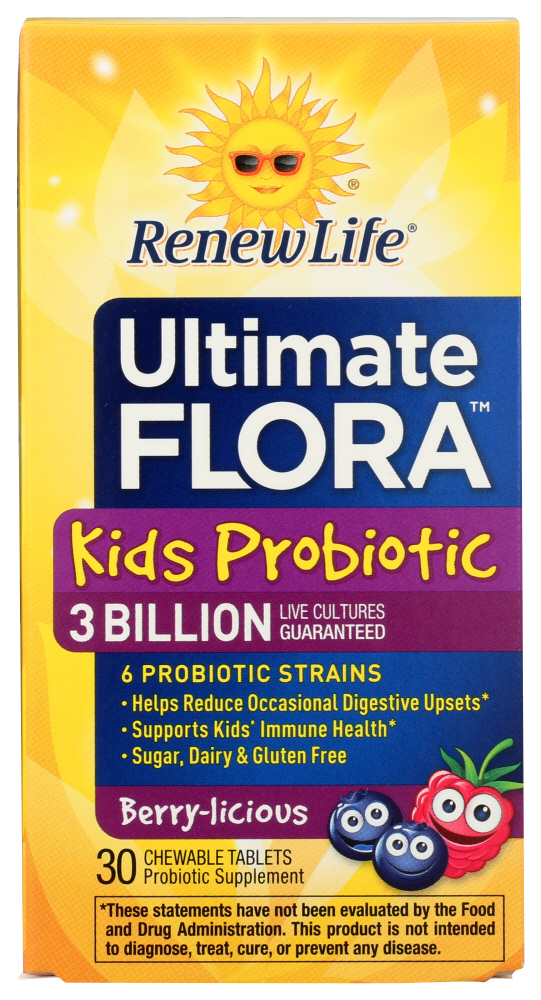 ®
Renew Life®
Ultimate
FLORA™
Kids Probiotic
3 BILLION LIVE CULTURES
GUARANTEED
6 PROBIOTIC STRAINS
• Helps Reduce Occasional Digestive Upsets*
• Supports Kids' Immune Health*
• Sugar, Dairy & Gluten Free
Berry-licious
30 CHEWABLE TABLETS
Probiotic Supplement
*These statements have not been evaluated by the Food
and Drug Administration. This product is not intended
to diagnose, treat, cure, or prevent any disease.